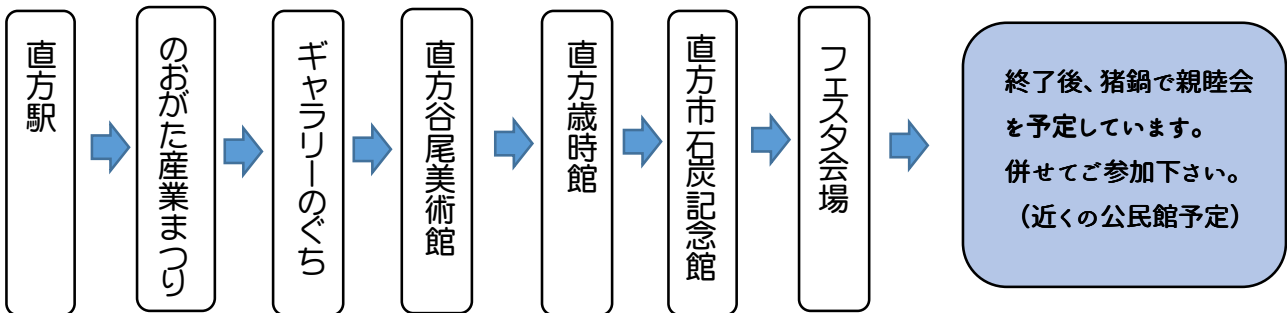 直方駅
のおがた産業まつり
ギャラリーのぐち
直方谷尾美術館
直方歳時館
直方市石炭記念館
フェスタ会場
終了後、猪鍋で親睦会
を予定しています。
併せてご参加下さい。
（近くの公民館予定）